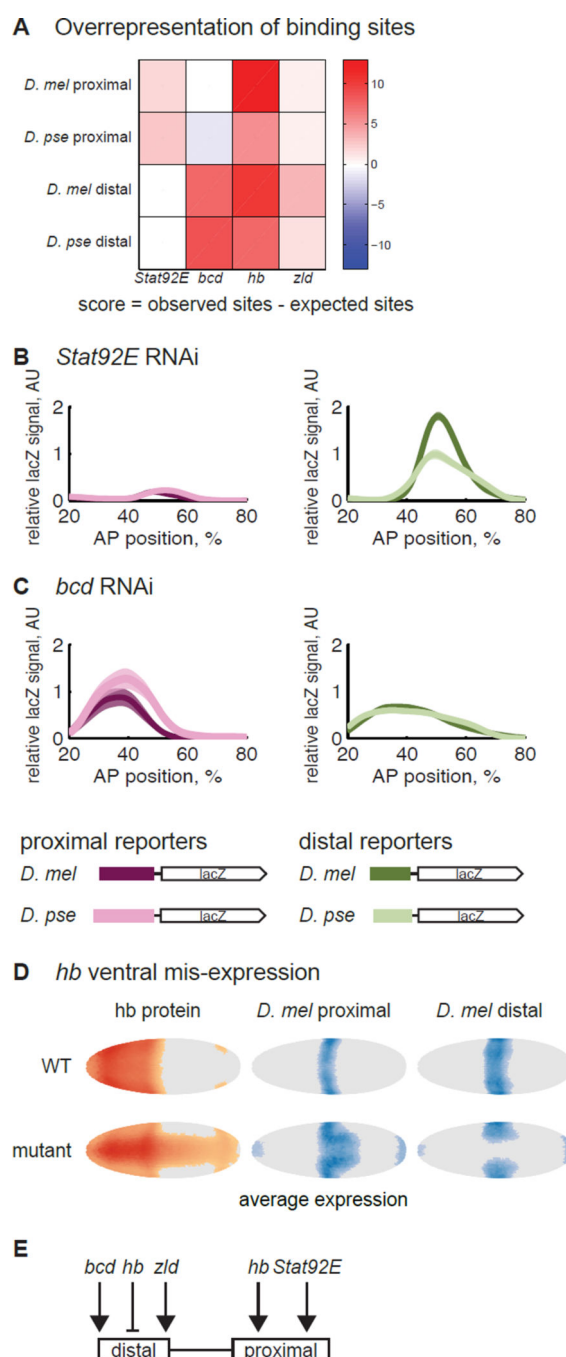 A Overrepresentation of binding sites
D. mel proximal
D. pse proximal
D. mel distal
D. pse distal
Stat92E bcd hb zld
10
5
0
−5
−10
score = observed sites - expected sites
B Stat92E RNAi
relative lacZ signal, AU
2
1
0
20 40 60 80
AP position, %
relative lacZ signal, AU
2
1
0
20 40 60 80
AP position, %
C bcd RNAi
relative lacZ signal, AU
2
1
0
20 40 60 80
AP position, %
relative lacZ signal, AU
2
1
0
20 40 60 80
AP position, %
proximal reporters distal reporters
D. mel lacZ D. mel lacZ
D. pse lacZ D. pse lacZ
D hb ventral mis-expression
hb protein D. mel proximal D. mel distal
WT
mutant
average expression
E
bcd hb zld hb Stat92E
distal proximal